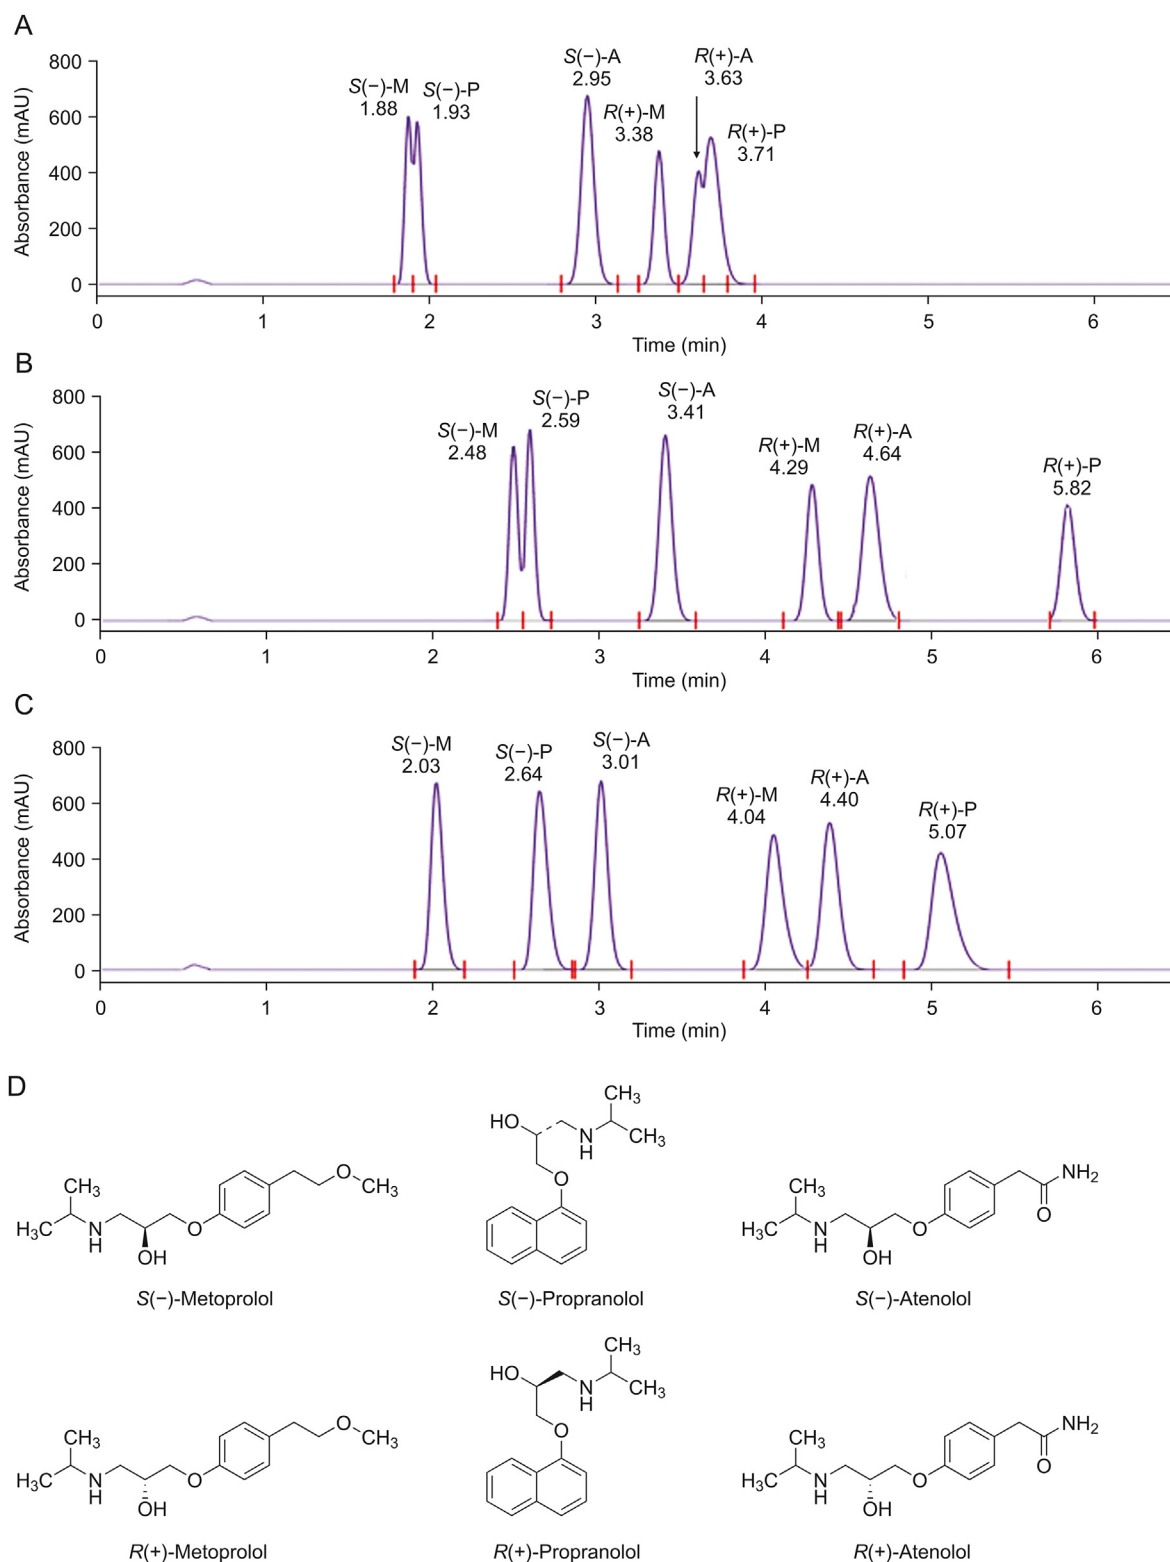 A
S(−)-M
1.88
S(−)-P
1.93
S(−)-A
2.95
R(+)-M
3.38
R(+)-A
3.63
R(+)-P
3.71
Absorbance (mAU)
800
600
400
200
0
0 1 2 3 4 5 6
Time (min)
B
S(−)-M
2.48
S(−)-P
2.59
S(−)-A
3.41
R(+)-M
4.29
R(+)-A
4.64
R(+)-P
5.82
Absorbance (mAU)
800
600
400
200
0
0 1 2 3 4 5 6
Time (min)
C
S(−)-M
2.03
S(−)-P
2.64
S(−)-A
3.01
R(+)-M
4.04
R(+)-A
4.40
R(+)-P
5.07
Absorbance (mAU)
800
600
400
200
0
0 1 2 3 4 5 6
Time (min)
D
CH3
H3C
N
H
OH
O
O
CH3
S(−)-Metoprolol
HO
CH3
N
H
CH3
O
S(−)-Propranolol
CH3
H3C
N
H
OH
O
NH2
O
S(−)-Atenolol
CH3
H3C
N
H
OH
O
O
CH3
R(+)-Metoprolol
HO
CH3
N
H
CH3
O
R(+)-Propranolol
CH3
H3C
N
H
OH
O
NH2
O
R(+)-Atenolol